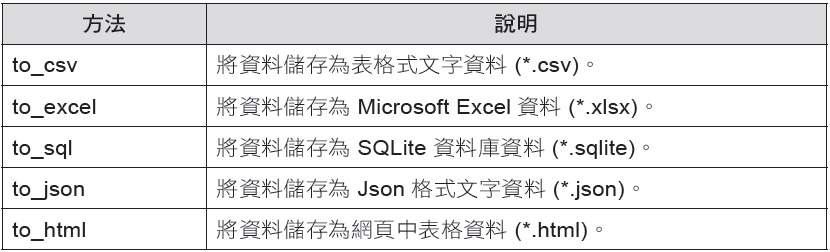 方法 說明
to_csv 將資料儲存為表格式文字資料 (*.csv)。
to_excel 將資料儲存為 Microsoft Excel 資料 (*.xlsx)。
to_sql 將資料儲存為 SQLite 資料庫資料 (*.sqlite)。
to_json 將資料儲存為 Json 格式文字資料 (*.json)。
to_html 將資料儲存為網頁中表格資料 (*.html)。